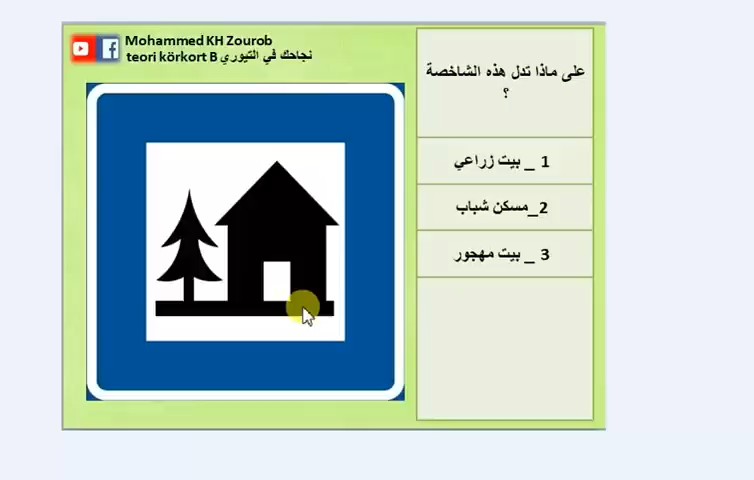 Mohammed KH Zourob
teori körkort B نجاحك في التيوري
على ماذا تدل هذه الشاخصة
؟
1 _ بيت زراعي
2_مسكن شباب
3 _ بيت مهجور